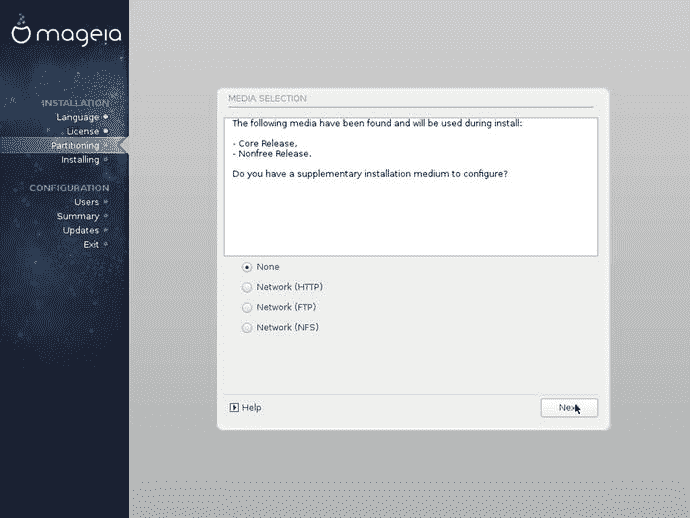 mageia
INSTALLATION
Language
License
Partitioning
Installing
CONFIGURATION
Users
Summary
Updates
Exit
MEDIA SELECTION
The following media have been found and will be used during install:
- Core Release,
- Nonfree Release.
Do you have a supplementary installation medium to configure?
None
Network (HTTP)
Network (FTP)
Network (NFS)
Help
Next